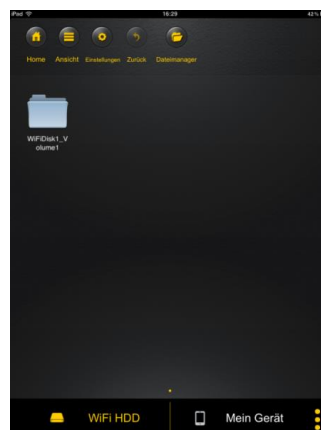 iPad 16:29 42%
Home Ansicht Einstellungen Zurück Dateimanager
WiFiDisk1_V
olume1
WiFi HDD Mein Gerät